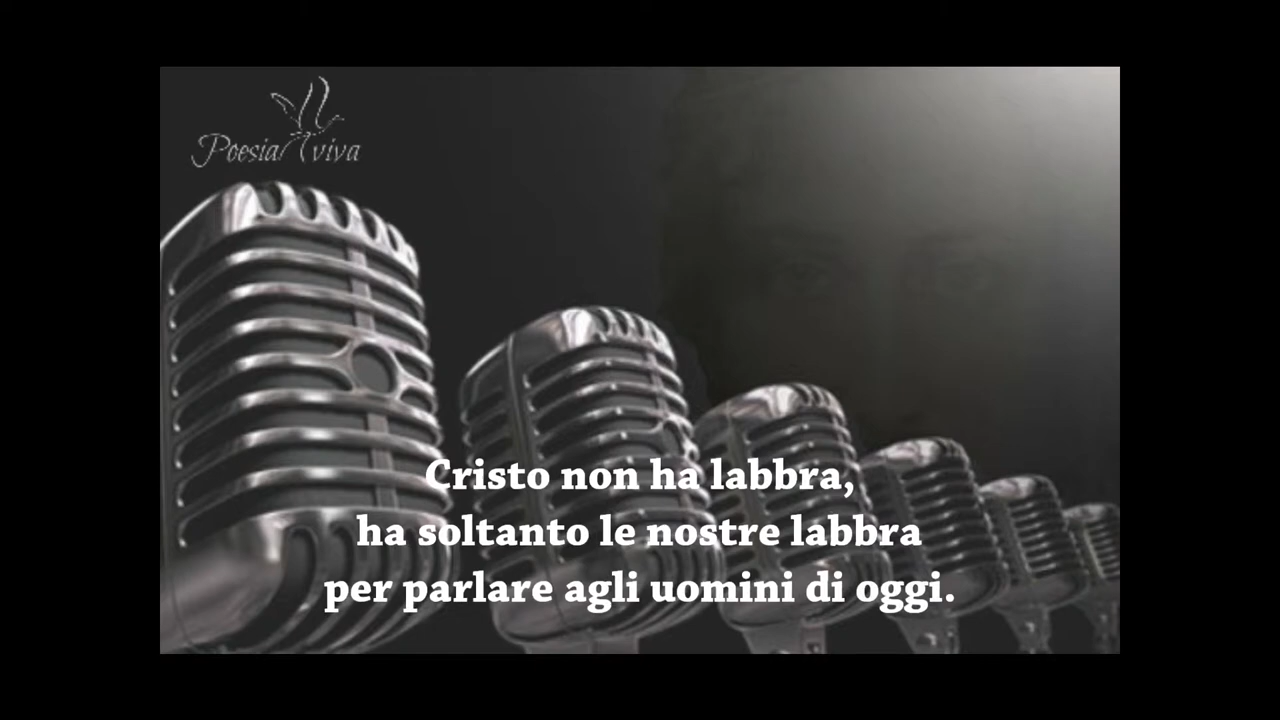 Poesia viva
Cristo non ha labbra,
ha soltanto le nostre labbra
per parlare agli uomini di oggi.